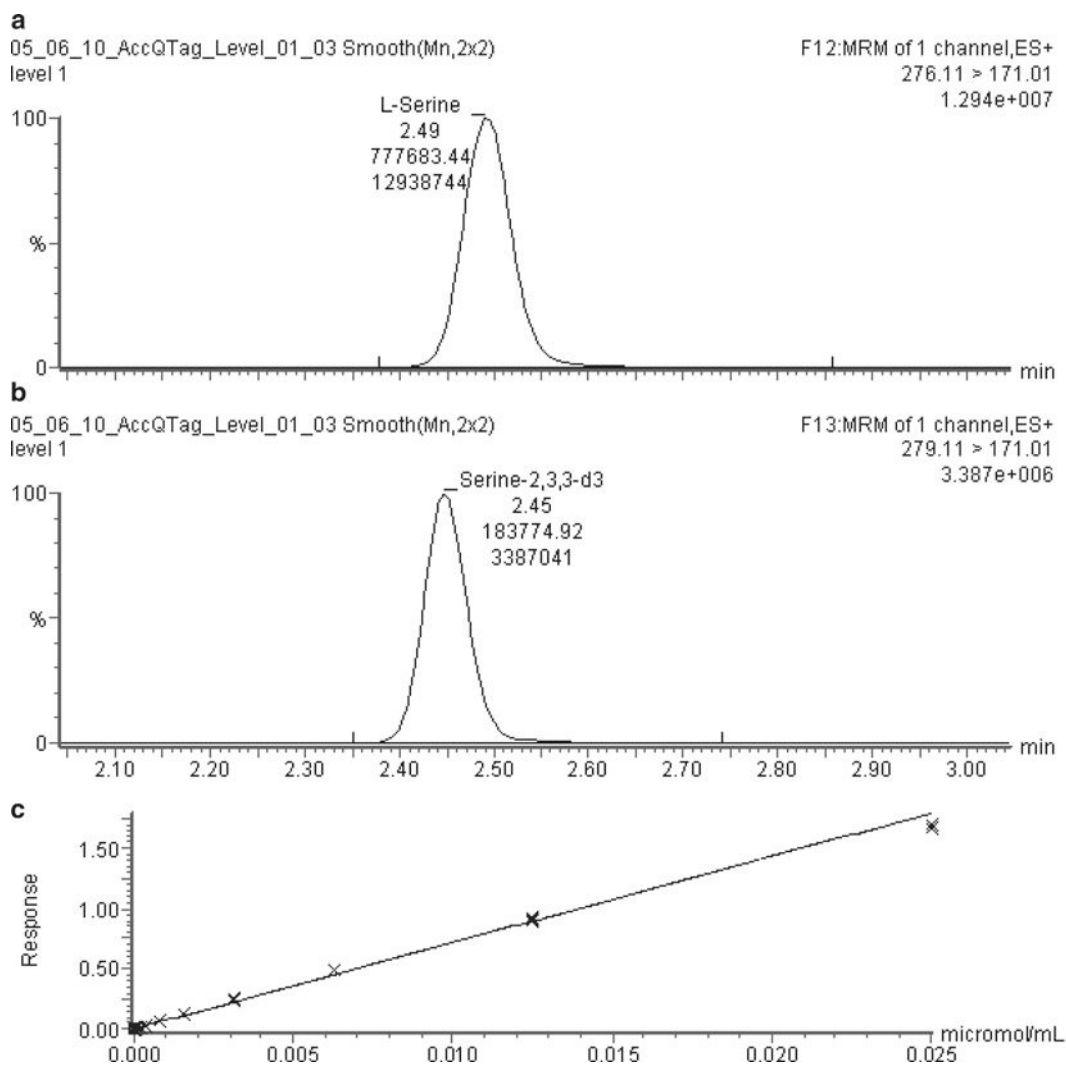 a
05_06_10_AccQTag_Level_01_03 Smooth(Mn,2x2)
F12:MRM of 1 channel,ES+
level 1
276.11 > 171.01
1.294e+007
L-Serine
2.49
777683.44
12938744
100
%
0
min
b
05_06_10_AccQTag_Level_01_03 Smooth(Mn,2x2)
F13:MRM of 1 channel,ES+
level 1
279.11 > 171.01
3.387e+006
Serine-2,3,3-d3
2.45
183774.92
3387041
100
%
0
min
2.10 2.20 2.30 2.40 2.50 2.60 2.70 2.80 2.90 3.00
c
1.50
1.00
0.50
0.00
Response
micromol/mL
0.000 0.005 0.010 0.015 0.020 0.025